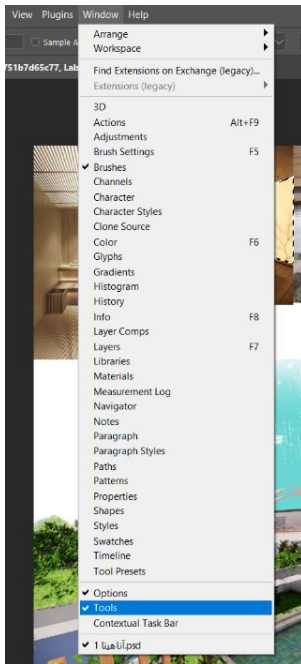 View Plugins Window Help
Sample A
751b7d65c77, Lab
Arrange
Workspace
Find Extensions on Exchange (legacy)...
Extensions (legacy)
3D
Actions Alt+F9
Adjustments
Brush Settings F5
Brushes
Channels
Character
Character Styles
Clone Source
Color F6
Glyphs
Gradients
Histogram
History
Info F8
Layer Comps
Layers F7
Libraries
Materials
Measurement Log
Navigator
Notes
Paragraph
Paragraph Styles
Paths
Patterns
Properties
Shapes
Styles
Swatches
Timeline
Tool Presets
Options
Tools
Contextual Task Bar
1 آناهیتا.psd